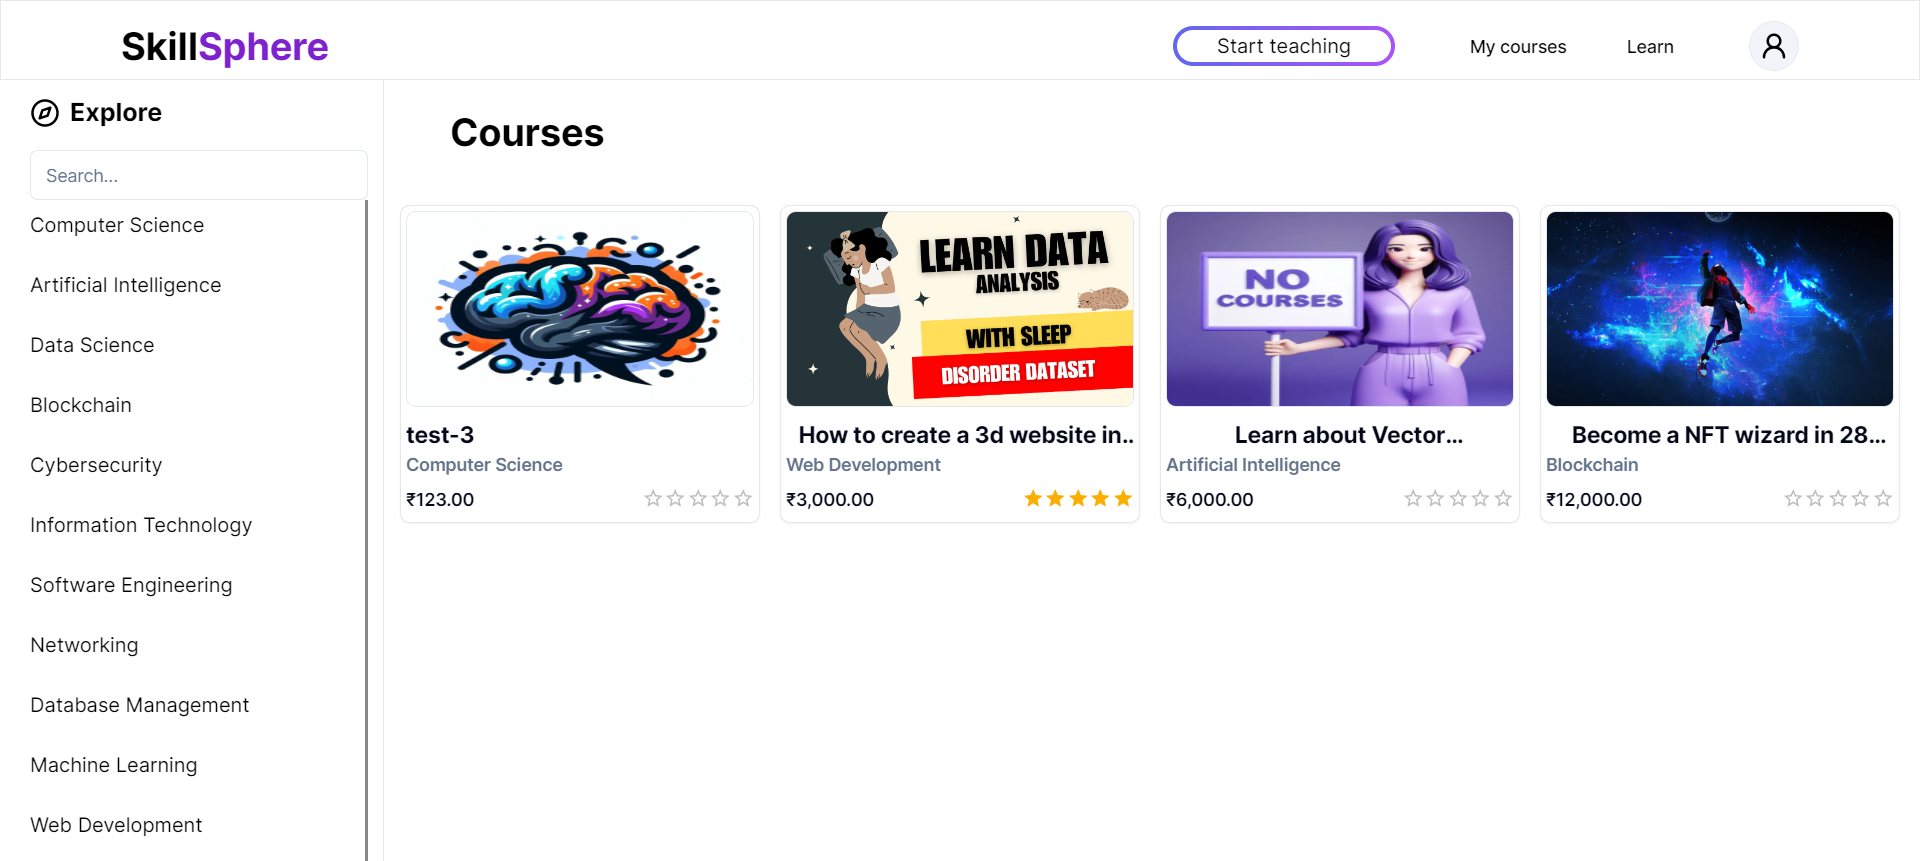 SkillSphere
Start teaching
My courses
Learn
Explore
Search...
Computer Science
Artificial Intelligence
Data Science
Blockchain
Cybersecurity
Information Technology
Software Engineering
Networking
Database Management
Machine Learning
Web Development
Courses
test-3
Computer Science
₹123.00
LEARN DATA
ANALYSIS
WITH SLEEP
DISORDER DATASET
How to create a 3d website in..
Web Development
₹3,000.00
NO
COURSES
Learn about Vector...
Artificial Intelligence
₹6,000.00
Become a NFT wizard in 28...
Blockchain
₹12,000.00